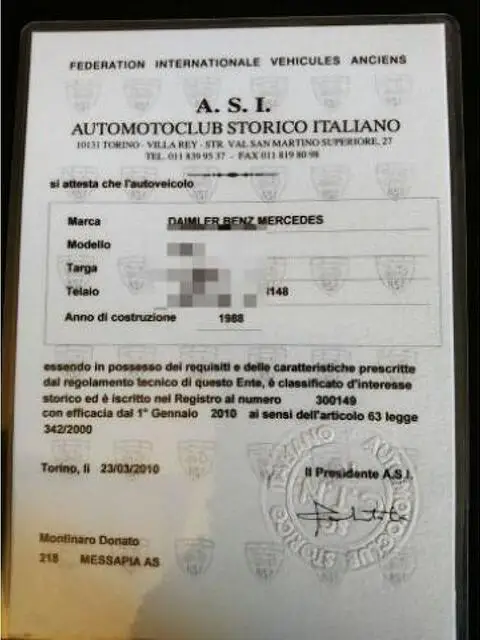 FEDERATION INTERNATIONALE VEHICULES ANCIENS
A. S. I.
AUTOMOTOCLUB STORICO ITALIANO
10131 TORINO - VILLA REY - STR. VAL SAN MARTINO SUPERIORE, 27
TEL. 011 839 95 37 - FAX 011 819 80 98
si attesta che l'autoveicolo
Marca DAIMLER BENZ MERCEDES
Modello
Targa
Telaio /148
Anno di costruzione 1988
essendo in possesso dei requisiti e delle caratteristiche prescritte
dal regolamento tecnico di questo Ente, è classificato d'interesse
storico ed è iscritto nel Registro al numero 300149
con efficacia dal 1° Gennaio 2010 ai sensi dell'articolo 63 legge
342/2000
Torino, lì 23/03/2010 Il Presidente A.S.I.
AUTOMOTOCLUB STORICO ITALIANO
Montinaro Donato
218 MESSAPIA AS